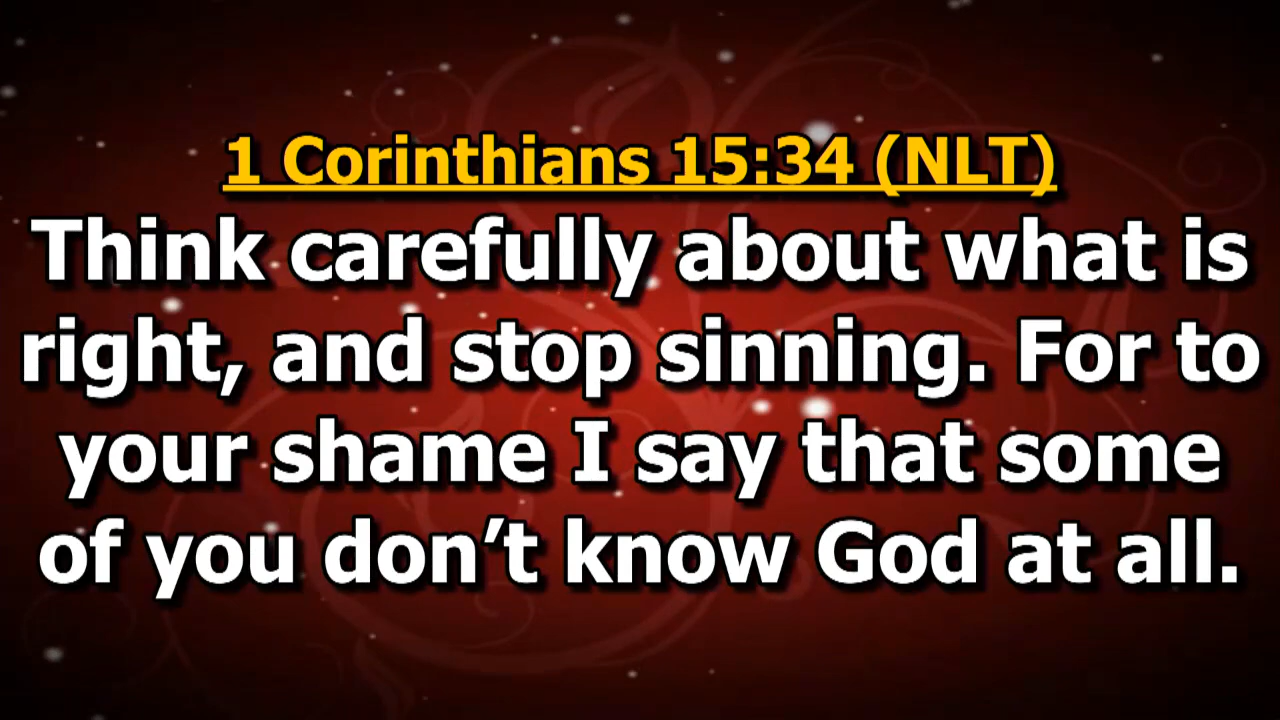 1 Corinthians 15:34 (NLT)
Think carefully about what is
right, and stop sinning. For to
your shame I say that some
of you don’t know God at all.